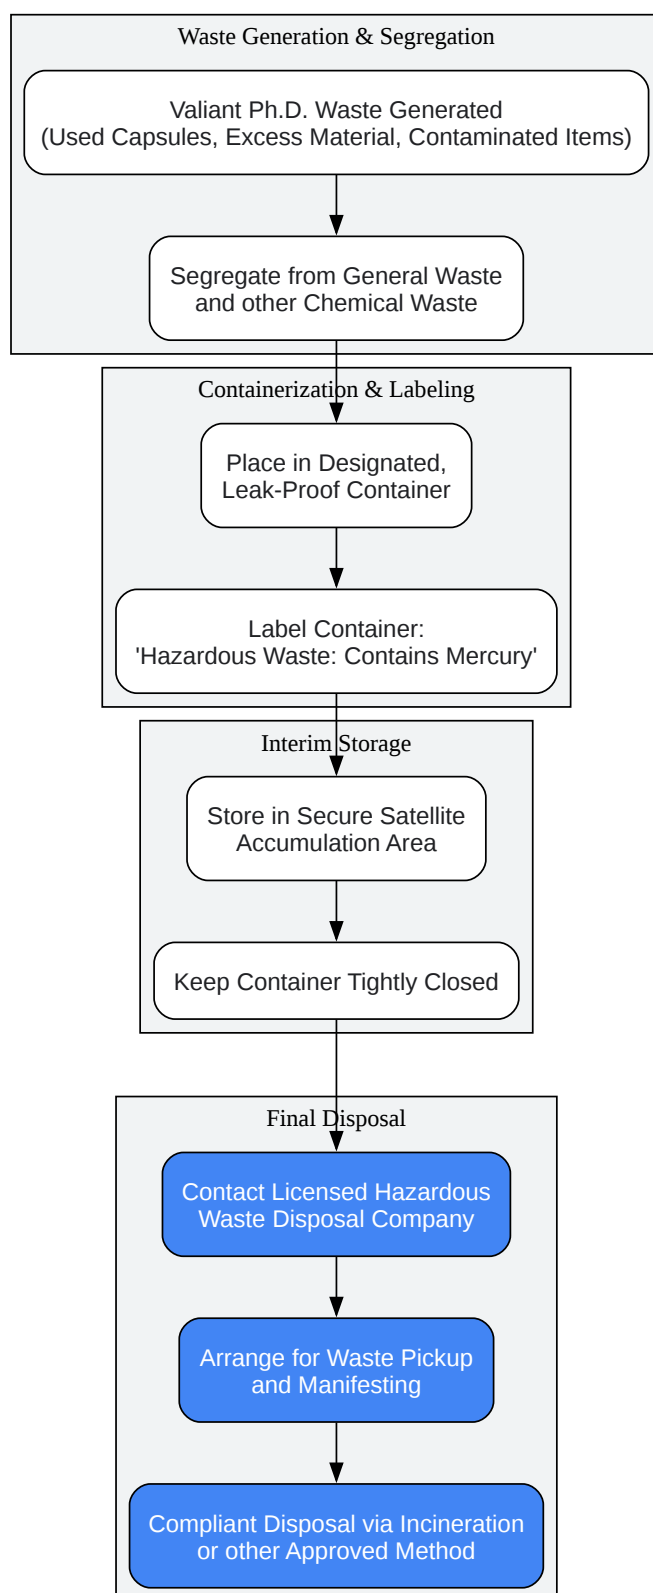 Waste Generation & Segregation
Valiant Ph.D. Waste Generated
(Used Capsules, Excess Material, Contaminated Items)
Segregate from General Waste
and other Chemical Waste
Containerization & Labeling
Place in Designated,
Leak-Proof Container
Label Container:
'Hazardous Waste: Contains Mercury'
Interim Storage
Store in Secure Satellite
Accumulation Area
Keep Container Tightly Closed
Final Disposal
Contact Licensed Hazardous
Waste Disposal Company
Arrange for Waste Pickup
and Manifesting
Compliant Disposal via Incineration
or other Approved Method